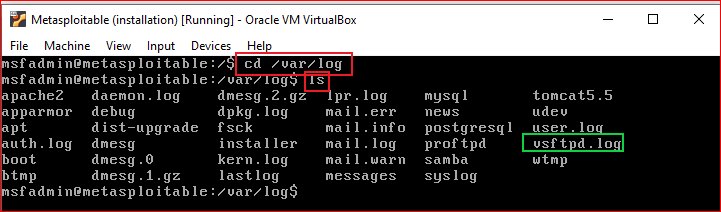 Metasploitable (installation) [Running] - Oracle VM VirtualBox
File Machine View Input Devices Help
msfadmin@metasploitable:/$ cd /var/log
msfadmin@metasploitable:/var/log$ ls
apache2 daemon.log dmesg.2.gz lpr.log mysql tomcat5.5
apparmor debug dpkg.log mail.err news udev
apt dist-upgrade fsck mail.info postgresql user.log
auth.log dmesg installer mail.log proftpd vsftpd.log
boot dmesg.0 kern.log mail.warn samba wtmp
btmp dmesg.1.gz lastlog messages syslog
msfadmin@metasploitable:/var/log$